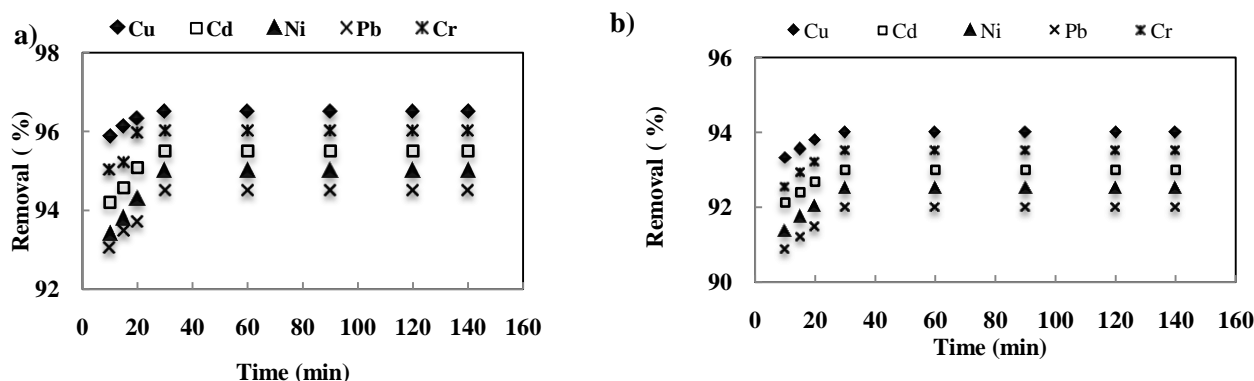 a)
Cu Cd Ni Pb Cr
98
96
94
92
Removal ( %)
0 20 40 60 80 100 120 140 160
Time (min)
b)
Cu Cd Ni Pb Cr
96
94
92
90
Removal (%)
0 20 40 60 80 100 120 140 160
Time (min)